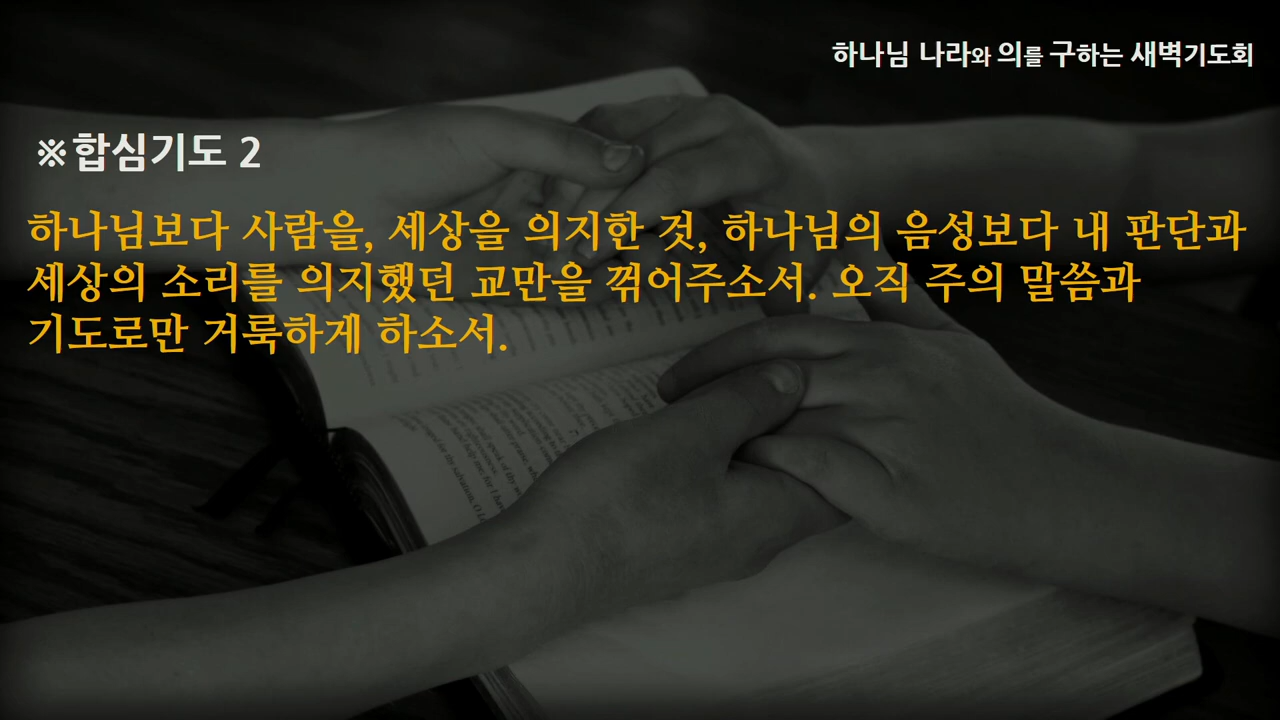 하나님 나라와 의를 구하는 새벽기도회
※합심기도 2
하나님보다 사람을, 세상을 의지한 것, 하나님의 음성보다 내 판단과
세상의 소리를 의지했던 교만을 꺾어주소서. 오직 주의 말씀과
기도로만 거룩하게 하소서.